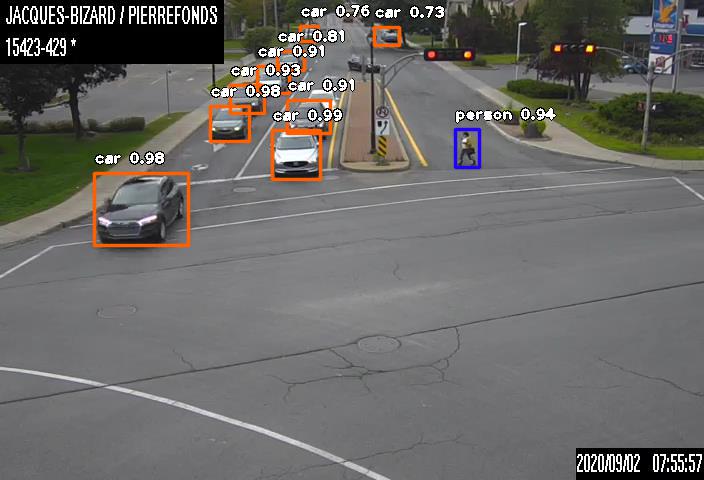 JACQUES-BIZARD / PIERREFONDS
15423-429 *
car 0.76
car 0.73
car 0.81
car 0.91
car 0.93
car 0.91
car 0.98
car 0.99
person 0.94
car 0.98
2020/09/02 07:55:57